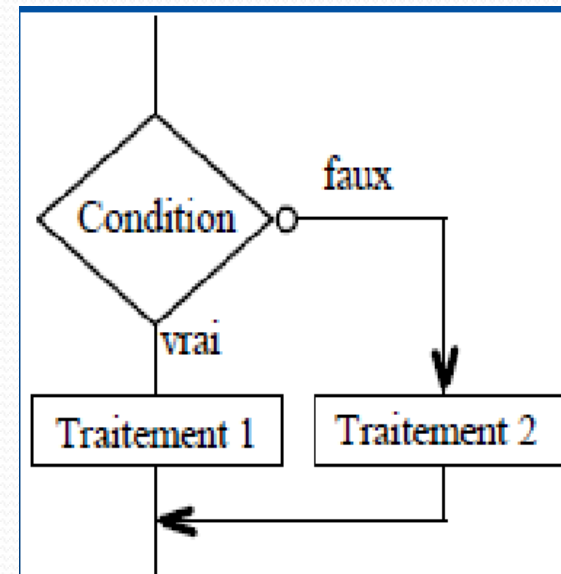 faux
Condition
vrai
Traitement 1
Traitement 2